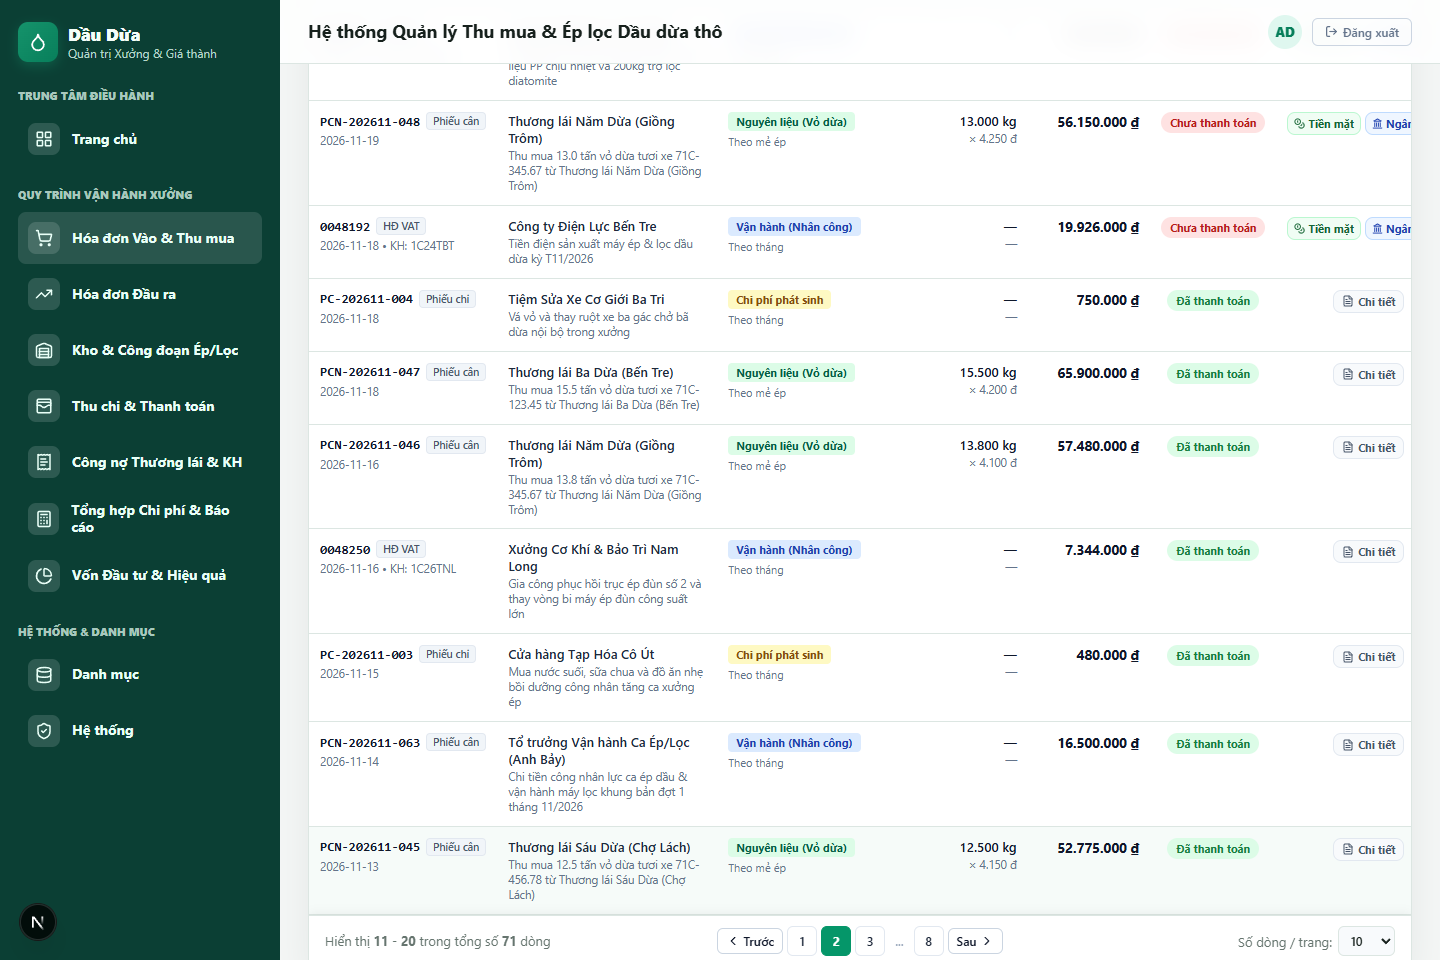 Dầu Dừa
Quản trị Xưởng & Giá thành
TRUNG TÂM ĐIỀU HÀNH
Trang chủ
QUY TRÌNH VẬN HÀNH XƯỞNG
Hóa đơn Vào & Thu mua
Hóa đơn Đầu ra
Kho & Công đoạn Ép/Lọc
Thu chi & Thanh toán
Công nợ Thương lái & KH
Tổng hợp Chi phí & Báo
cáo
Vốn Đầu tư & Hiệu quả
HỆ THỐNG & DANH MỤC
Danh mục
Hệ thống
N
Hệ thống Quản lý Thu mua & Ép lọc Dầu dừa thô
AD
Đăng xuất
liệu PP chịu nhiệt và 200kg trợ lọc
diatomite
PCN-202611-048 Phiếu cân
2026-11-19
Thương lái Năm Dừa (Giồng
Trôm)
Thu mua 13.0 tấn vỏ dừa tươi xe 71C-
345.67 từ Thương lái Năm Dừa (Giồng
Trôm)
Nguyên liệu (Vỏ dừa)
Theo mẻ ép
13.000 kg
× 4.250 đ
56.150.000 ₫
Chưa thanh toán
Tiền mặt
Ngân
0048192 HĐ VAT
2026-11-18 • KH: 1C24TBT
Công ty Điện Lực Bến Tre
Tiền điện sản xuất máy ép & lọc dầu
dừa kỳ T11/2026
Vận hành (Nhân công)
Theo tháng
—
—
19.926.000 ₫
Chưa thanh toán
Tiền mặt
Ngân
PC-202611-004 Phiếu chi
2026-11-18
Tiệm Sửa Xe Cơ Giới Ba Tri
Vá vỏ và thay ruột xe ba gác chở bã
dừa nội bộ trong xưởng
Chi phí phát sinh
Theo tháng
—
—
750.000 ₫
Đã thanh toán
Chi tiết
PCN-202611-047 Phiếu cân
2026-11-18
Thương lái Ba Dừa (Bến Tre)
Thu mua 15.5 tấn vỏ dừa tươi xe 71C-
123.45 từ Thương lái Ba Dừa (Bến Tre)
Nguyên liệu (Vỏ dừa)
Theo mẻ ép
15.500 kg
× 4.200 đ
65.900.000 ₫
Đã thanh toán
Chi tiết
PCN-202611-046 Phiếu cân
2026-11-16
Thương lái Năm Dừa (Giồng
Trôm)
Thu mua 13.8 tấn vỏ dừa tươi xe 71C-
345.67 từ Thương lái Năm Dừa (Giồng
Trôm)
Nguyên liệu (Vỏ dừa)
Theo mẻ ép
13.800 kg
× 4.100 đ
57.480.000 ₫
Đã thanh toán
Chi tiết
0048250 HĐ VAT
2026-11-16 • KH: 1C26TNL
Xưởng Cơ Khí & Bảo Trì Nam
Long
Gia công phục hồi trục ép đùn số 2 và
thay vòng bi máy ép đùn công suất
lớn
Vận hành (Nhân công)
Theo tháng
—
—
7.344.000 ₫
Đã thanh toán
Chi tiết
PC-202611-003 Phiếu chi
2026-11-15
Cửa hàng Tạp Hóa Cô Út
Mua nước suối, sữa chua và đồ ăn nhẹ
bồi dưỡng công nhân tăng ca xưởng
ép
Chi phí phát sinh
Theo tháng
—
—
480.000 ₫
Đã thanh toán
Chi tiết
PCN-202611-063 Phiếu cân
2026-11-14
Tổ trưởng Vận hành Ca Ép/Lọc
(Anh Bảy)
Chi tiền công nhân lực ca ép dầu &
vận hành máy lọc khung bản đợt 1
tháng 11/2026
Vận hành (Nhân công)
Theo tháng
—
—
16.500.000 ₫
Đã thanh toán
Chi tiết
PCN-202611-045 Phiếu cân
2026-11-13
Thương lái Sáu Dừa (Chợ Lách)
Thu mua 12.5 tấn vỏ dừa tươi xe 71C-
456.78 từ Thương lái Sáu Dừa (Chợ
Lách)
Nguyên liệu (Vỏ dừa)
Theo mẻ ép
12.500 kg
× 4.150 đ
52.775.000 ₫
Đã thanh toán
Chi tiết
Hiển thị 11 - 20 trong tổng số 71 dòng
Trước 1 2 3 ... 8 Sau
Số dòng / trang: 10